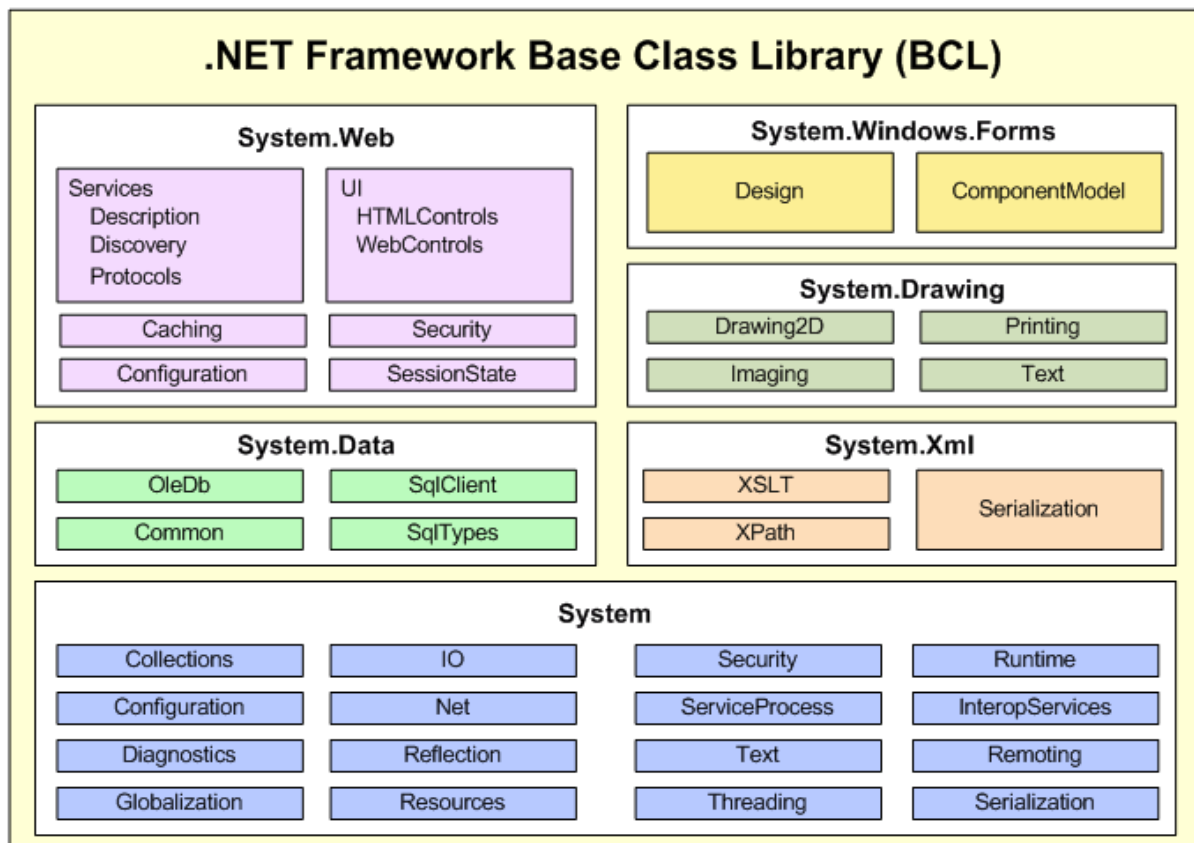 .NET Framework Base Class Library (BCL)
System.Web
Services
Description
Discovery
Protocols
UI
HTMLControls
WebControls
Caching
Security
Configuration
SessionState
System.Windows.Forms
Design
ComponentModel
System.Drawing
Drawing2D
Printing
Imaging
Text
System.Data
OleDb
SqlClient
Common
SqlTypes
System.Xml
XSLT
XPath
Serialization
System
Collections
IO
Security
Runtime
Configuration
Net
ServiceProcess
InteropServices
Diagnostics
Reflection
Text
Remoting
Globalization
Resources
Threading
Serialization